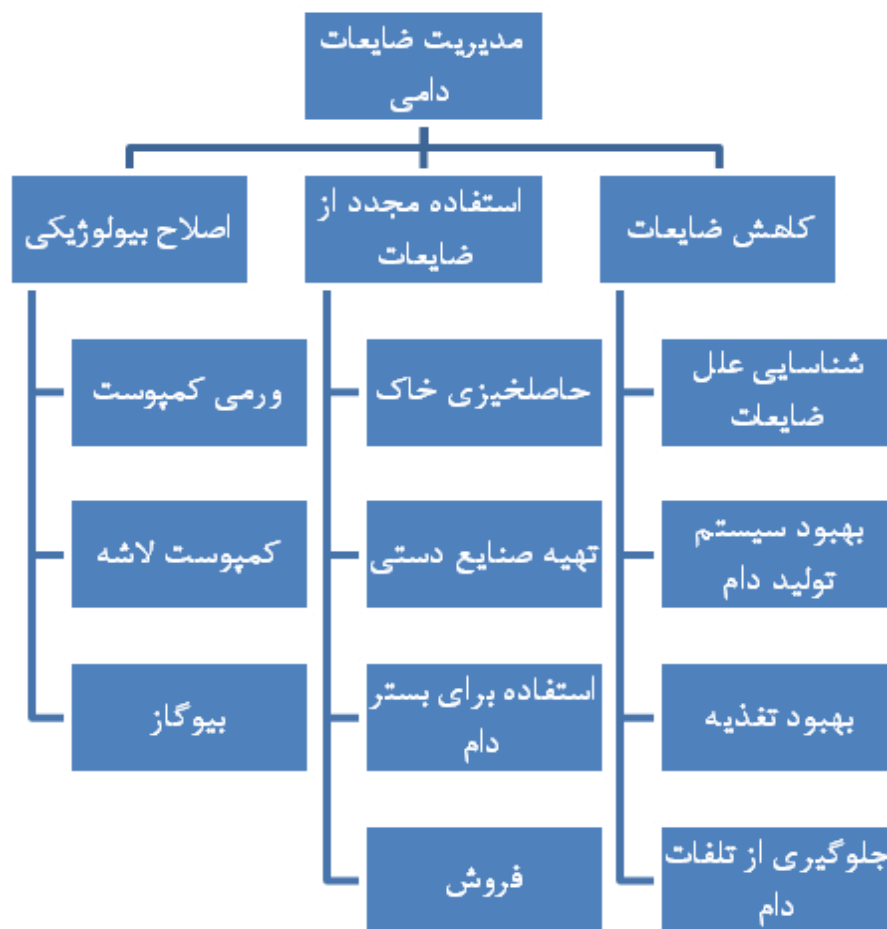 مدیریت ضایعات
دامی
کاهش ضایعات
استفاده مجدد از
ضایعات
اصلاح بیولوژیکی
شناسایی علل
ضایعات
بهبود سیستم
تولید دام
بهبود تغذیه
جلوگیری از تلفات
دام
حاصلخیزی خاک
تهیه صنایع دستی
استفاده برای بستر
دام
فروش
ورمی کمپوست
کمپوست لاشه
بیوگاز